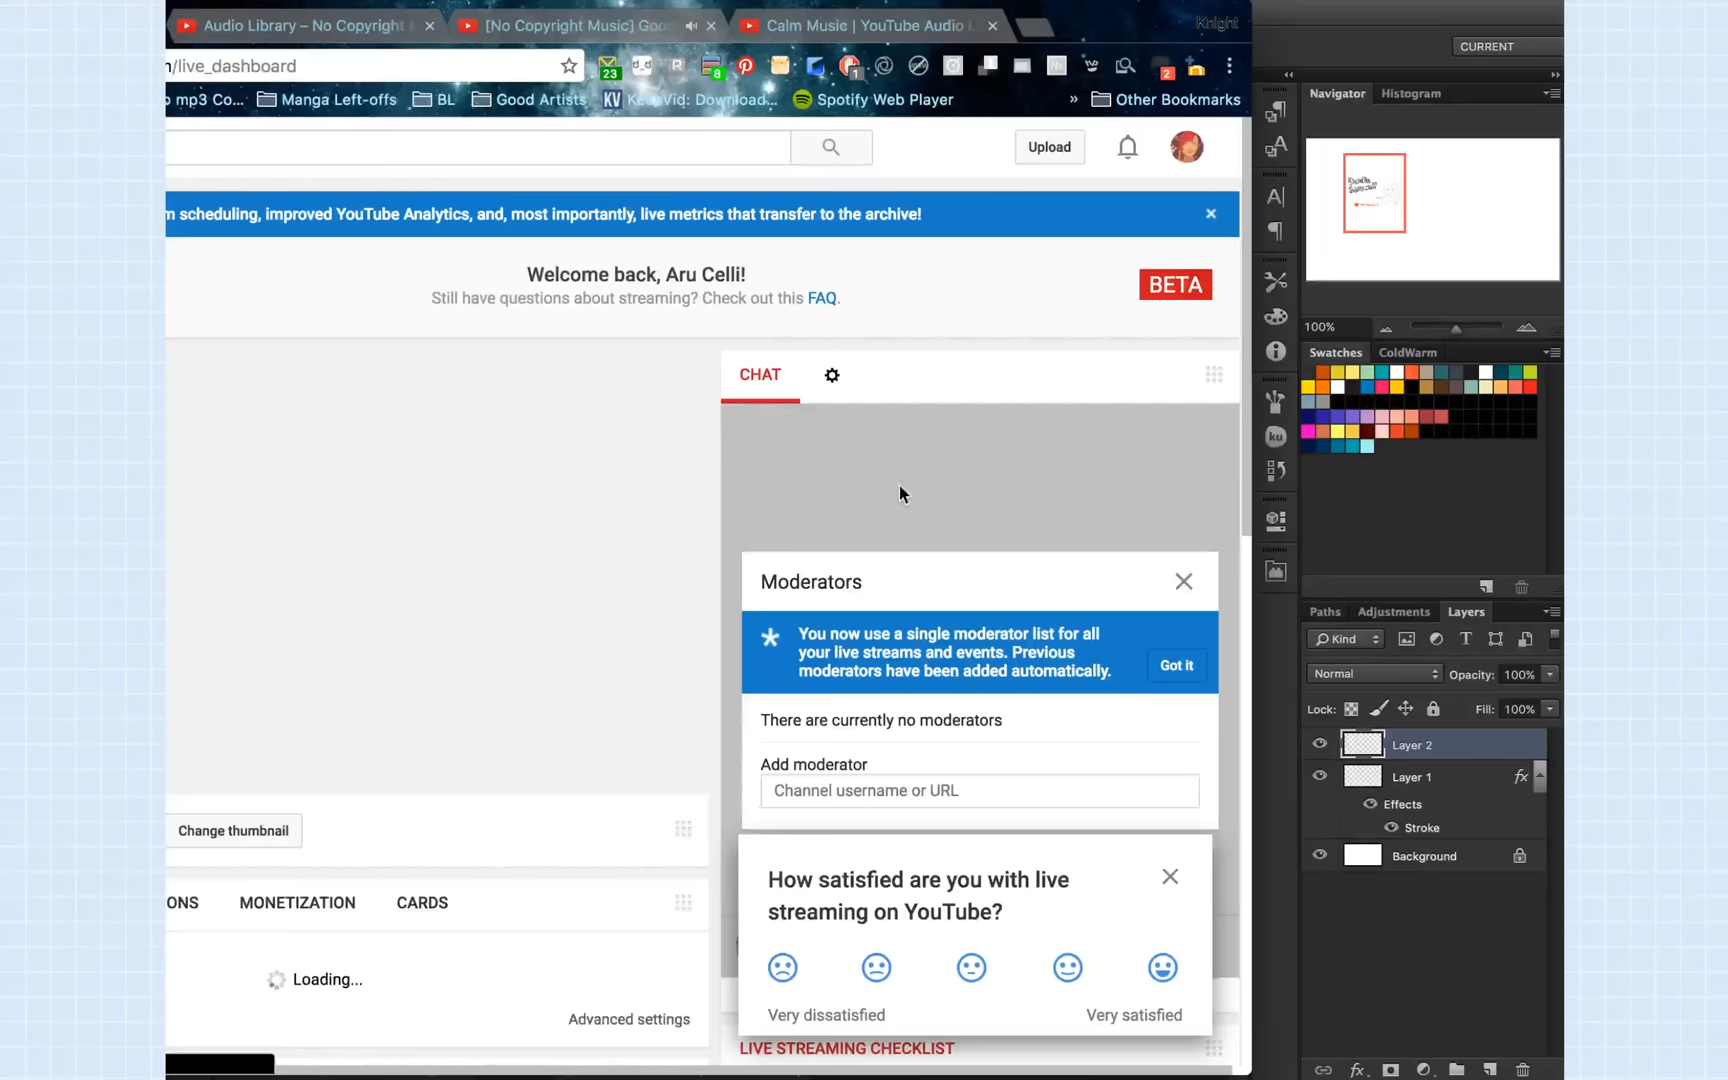 Audio Library – No Copyright
[No Copyright Music] Goo
Calm Music | YouTube Audio L
Knight
CURRENT
/live_dashboard
23
8
1
2
mp3 Co...
Manga Left-offs
BL
Good Artists
KeepVid: Download...
Spotify Web Player
»
Other Bookmarks
Navigator
Histogram
Upload
m scheduling, improved YouTube Analytics, and, most importantly, live metrics that transfer to the archive!
Welcome back, Aru Celli!
Still have questions about streaming? Check out this FAQ.
BETA
100%
Swatches
ColdWarm
CHAT
ku
Moderators
You now use a single moderator list for all
your live streams and events. Previous
moderators have been added automatically.
Got it
There are currently no moderators
Add moderator
Channel username or URL
Paths
Adjustments
Layers
Kind
Normal
Opacity: 100%
Lock:
Fill: 100%
Layer 2
Layer 1
fx
Effects
Stroke
Background
Change thumbnail
ONS
MONETIZATION
CARDS
Loading...
Advanced settings
How satisfied are you with live
streaming on YouTube?
Very dissatisfied
Very satisfied
LIVE STREAMING CHECKLIST
fx